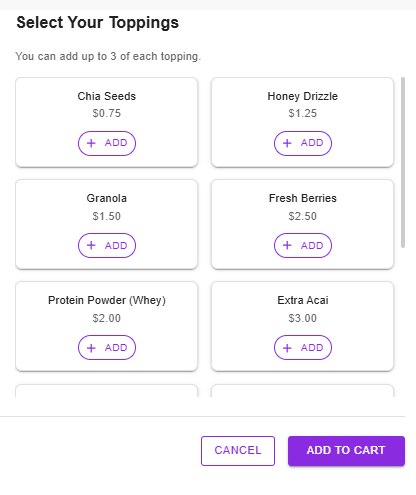 Select Your Toppings
You can add up to 3 of each topping.
Chia Seeds
$0.75
+ ADD
Honey Drizzle
$1.25
+ ADD
Granola
$1.50
+ ADD
Fresh Berries
$2.50
+ ADD
Protein Powder (Whey)
$2.00
+ ADD
Extra Acai
$3.00
+ ADD
CANCEL
ADD TO CART